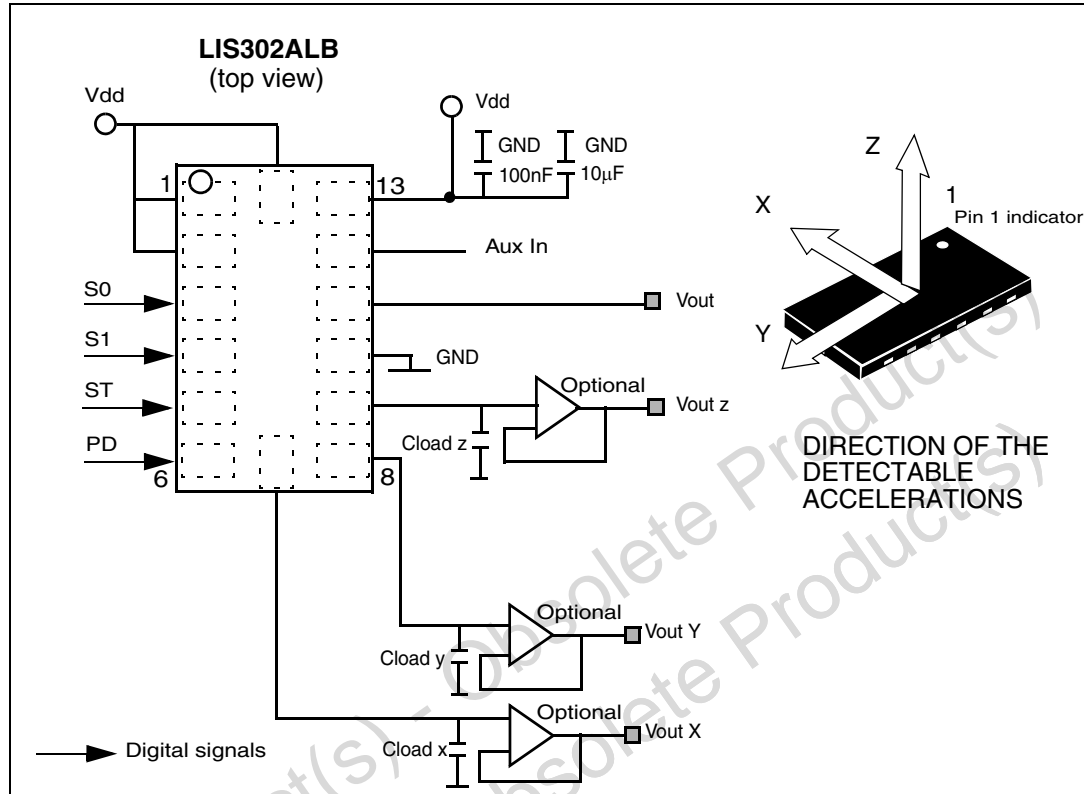 LIS302ALB
(top view)
Vdd
Vdd
GND
GND
100nF
10μF
1
13
Aux In
S0
Vout
S1
GND
ST
Optional
Vout z
PD
Cload z
6
8
Optional
Vout Y
Cload y
Optional
Vout X
Cload x
Digital signals
Z
X
1
Pin 1 indicator
Y
DIRECTION OF THE
DETECTABLE
ACCELERATIONS
ct(s) - Obsolete Product(s)
bsolete Product(s)